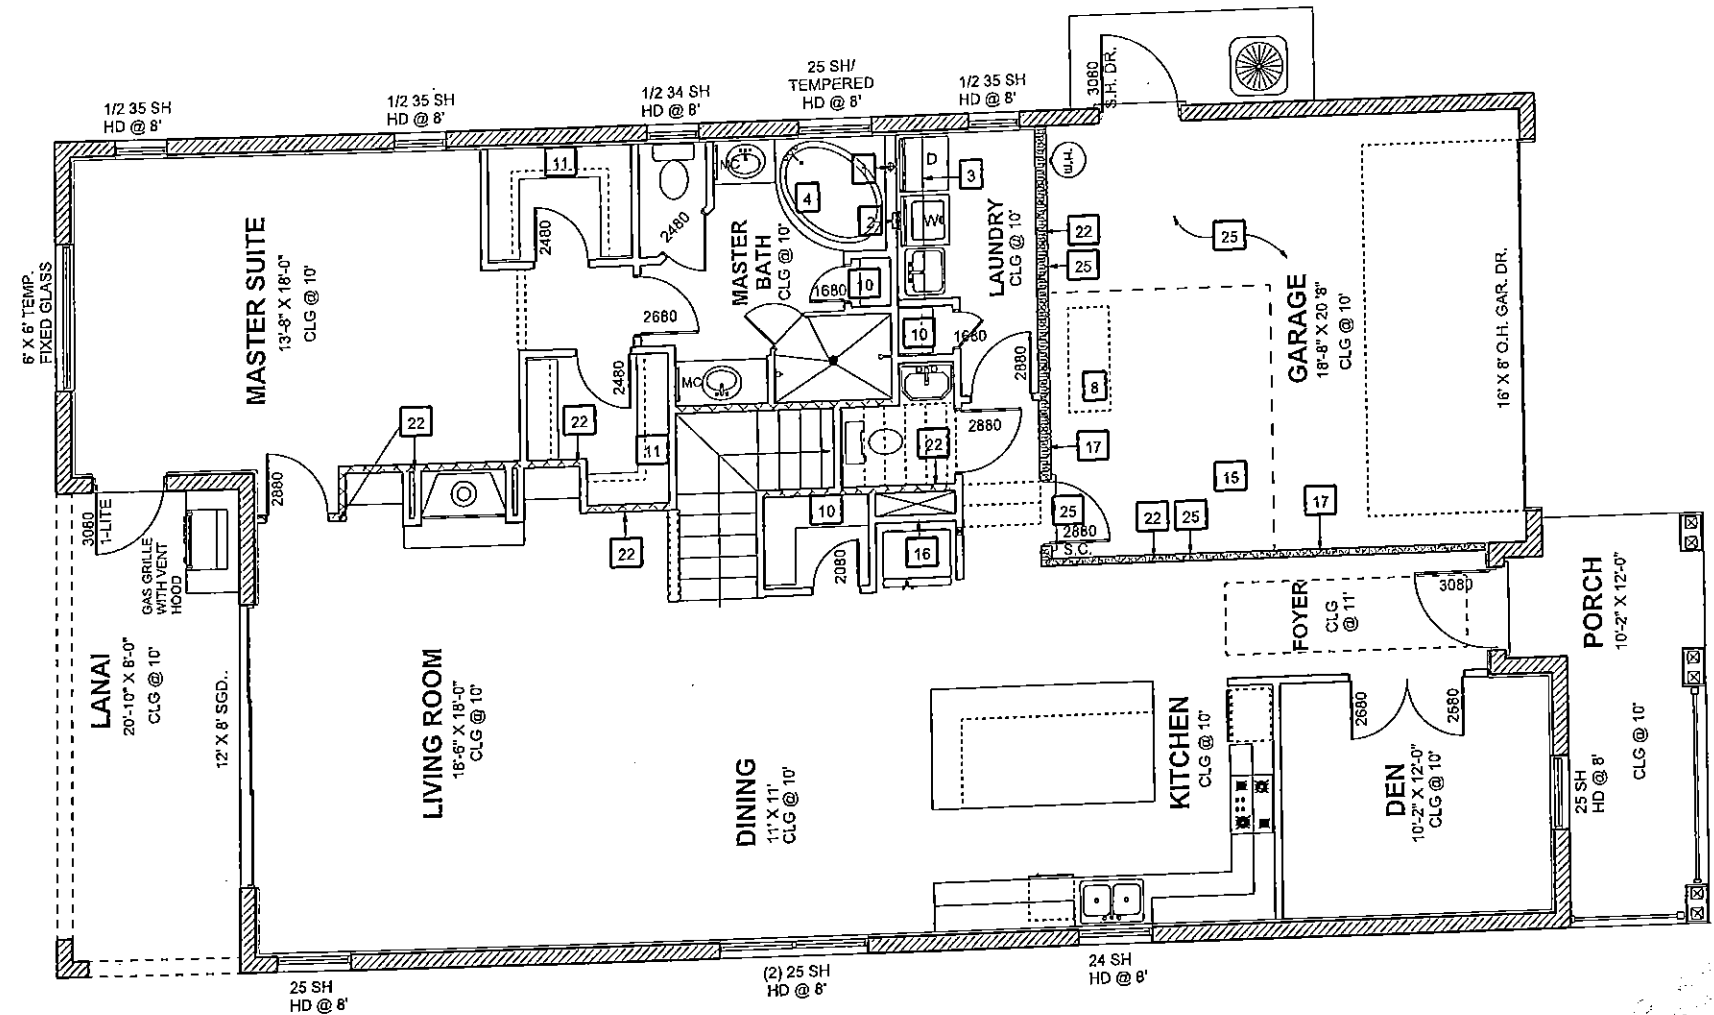 1/2 35 SH
HD @ 8'
1/2 35 SH
HD @ 8'
1/2 34 SH
HD @ 8'
25 SH/
TEMPERED
HD @ 8'
1/2 35 SH
HD @ 8'
3080
S.H. DR.
6' X 6' TEMP.
FIXED GLASS
MASTER SUITE
13'-8" X 18'-0"
CLG @ 10'
11
2480
2480
MC
4
2
D
3
W
MASTER
BATH
CLG @ 10'
LAUNDRY
CLG @ 10'
W.H.
22
25
25
GARAGE
18'-8" X 20'8"
CLG @ 10'
16' X 8' O.H. GAR. DR.
2680
1680
10
10
1680
2880
2480
MC
8
22
22
11
2880
22
17
15
2880
3080
1-LITE
GAS GRILLE
WITH VENT
HOOD
22
10
2080
16
25
2880
S.C.
22
25
17
LANAI
20'-10" X 8'-0"
CLG @ 10'
12' X 8' SGD..
LIVING ROOM
18'-6" X 18'-0"
CLG @ 10'
DINING
11' X 11'
CLG @ 10'
KITCHEN
CLG @ 10'
FOYER
CLG
@ 11'
3080
PORCH
10'-2" X 12'-0"
CLG @ 10'
2680
2680
DEN
10'-2" X 12'-0"
CLG @ 10'
25 SH
HD @ 8'
25 SH
HD @ 8'
(2) 25 SH
HD @ 8'
24 SH
HD @ 8'